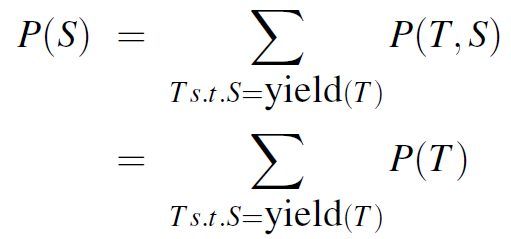 P(S) = ∑ P(T,S)
T s.t. S=yield(T)
= ∑ P(T)
T s.t. S=yield(T)